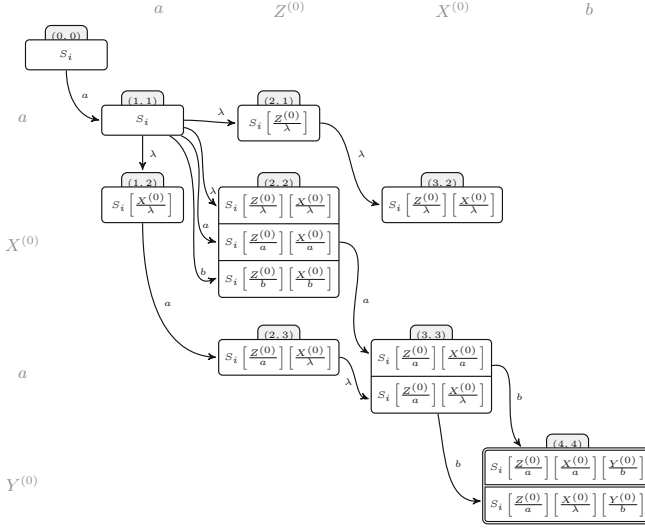 a Z^(0) X^(0) b
(0, 0)
S_i
a
a
(1, 1)
S_i
λ
(2, 1)
S_i [Z^(0)/λ]
λ
λ
λ
a
b
(1, 2)
S_i [X^(0)/λ]
(2, 2)
S_i [Z^(0)/λ] [X^(0)/λ]
S_i [Z^(0)/a] [X^(0)/a]
S_i [Z^(0)/b] [X^(0)/b]
(3, 2)
S_i [Z^(0)/λ] [X^(0)/λ]
X^(0)
a
a
(2, 3)
S_i [Z^(0)/a] [X^(0)/λ]
λ
(3, 3)
S_i [Z^(0)/a] [X^(0)/a]
S_i [Z^(0)/a] [X^(0)/λ]
a
b
b
(4, 4)
S_i [Z^(0)/a] [X^(0)/a] [Y^(0)/b]
S_i [Z^(0)/a] [X^(0)/λ] [Y^(0)/b]
Y^(0)